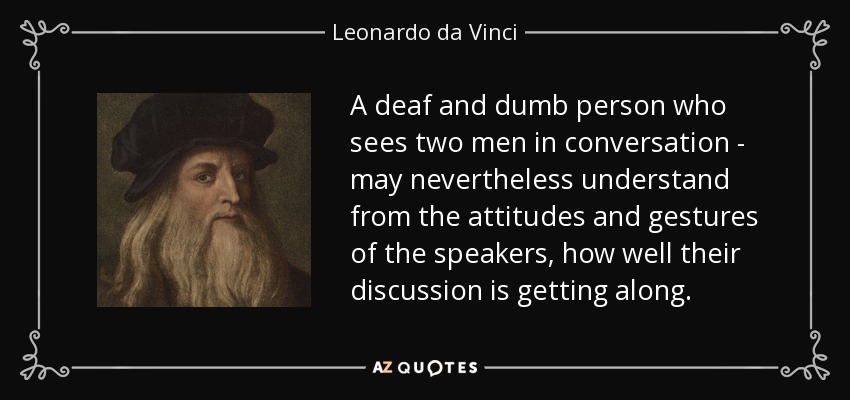 Leonardo da Vinci
A deaf and dumb person who
sees two men in conversation -
may nevertheless understand
from the attitudes and gestures
of the speakers, how well their
discussion is getting along.
AZ QUOTES